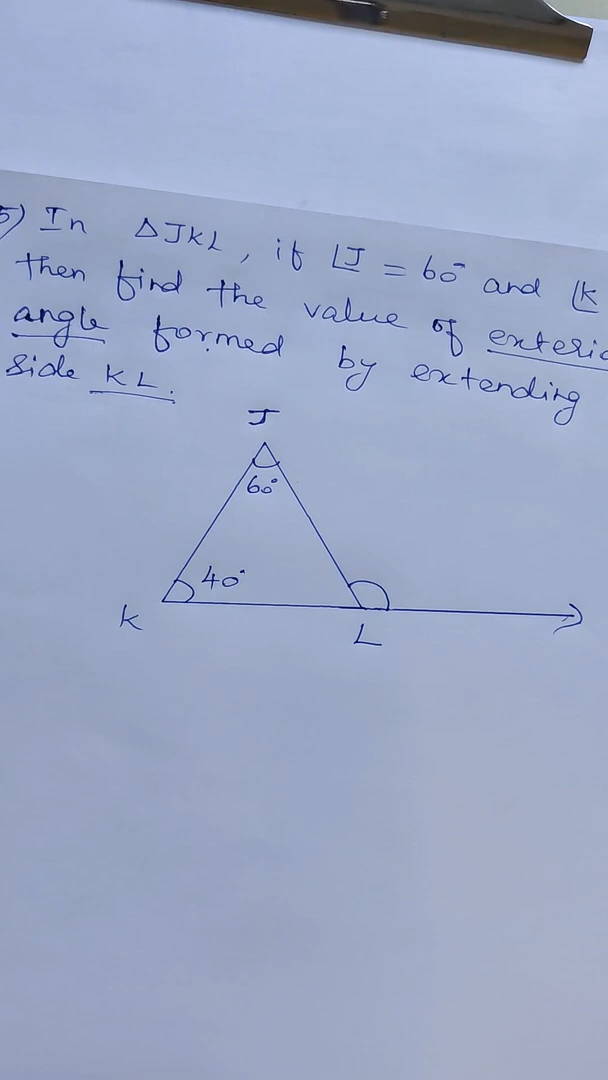 5) In ΔJKL, if ∠J = 60° and ∠K
then find the value of exterio
angle formed by extending
side KL.
J
60°
40°
K
L